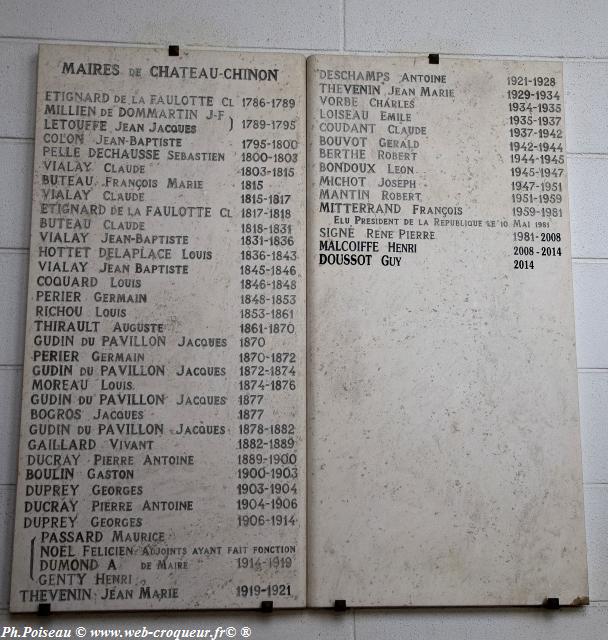 MAIRES DE CHATEAU-CHINON
ETIGNARD DE LA FAULOTTE CL 1786-1789
MILLIEN DE DOMMARTIN J-F
LETOUFFE JEAN JACQUES ) 1789-1795
COLON JEAN-BAPTISTE 1795-1800
PELLE DECHAUSSE SEBASTIEN 1800-1803
VIALAY CLAUDE 1803-1815
BUTEAU FRANÇOIS MARIE 1815
VIALAY CLAUDE 1815-1817
ETIGNARD DE LA FAULOTTE CL 1817-1818
BUTEAU CLAUDE 1818-1831
VIALAY JEAN-BAPTISTE 1831-1836
HOTTET DELAPLACE LOUIS 1836-1843
VIALAY JEAN BAPTISTE 1845-1846
COQUARD LOUIS 1846-1848
PERIER GERMAIN 1848-1853
RICHOU LOUIS 1853-1861
THIRAULT AUGUSTE 1861-1870
GUDIN DU PAVILLON JACQUES 1870
PERIER GERMAIN 1870-1872
GUDIN DU PAVILLON JACQUES 1872-1874
MOREAU LOUIS 1874-1876
GUDIN DU PAVILLON JACQUES 1877
BOGROS JACQUES 1877
GUDIN DU PAVILLON JACQUES 1878-1882
GAILLARD VIVANT 1882-1889
DUCRAY PIERRE ANTOINE 1889-1900
BOULIN GASTON 1900-1903
DUPREY GEORGES 1903-1904
DUCRAY PIERRE ANTOINE 1904-1906
DUPREY GEORGES 1906-1914
PASSARD MAURICE
NOËL FELICIEN ADJOINTS AYANT FAIT FONCTION
DUMOND A DE MAIRE 1914-1919
GENTY HENRI
THEVENIN JEAN MARIE 1919-1921
DESCHAMPS ANTOINE 1921-1928
THEVENIN JEAN MARIE 1929-1934
VORBE CHARLES 1934-1935
LOISEAU EMILE 1935-1937
COUDANT CLAUDE 1937-1942
BOUVOT GERALD 1942-1944
BERTHE ROBERT 1944-1945
BONDOUX LEON 1945-1947
MICHOT JOSEPH 1947-1951
MANTIN ROBERT 1951-1959
MITTERRAND FRANÇOIS 1959-1981
ELU PRESIDENT DE LA REPUBLIQUE LE 10 MAI 1981
SIGNÉ RENE PIERRE 1981-2008
MALCOIFFE HENRI 2008-2014
DOUSSOT GUY 2014
Ph.Poiseau © www-web-croqueur.fr© ®